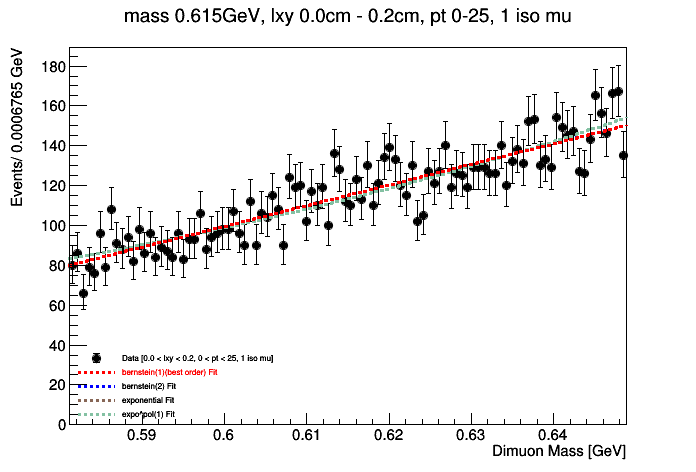 mass 0.615GeV, lxy 0.0cm - 0.2cm, pt 0-25, 1 iso mu
Events/ 0.0006765 GeV
180
160
140
120
100
80
60
40
20
0
Data [0.0 < lxy < 0.2, 0 < pt < 25, 1 iso mu]
bernstein(1)(best order) Fit
bernstein(2) Fit
exponential Fit
expo*pol(1) Fit
0.59 0.6 0.61 0.62 0.63 0.64
Dimuon Mass [GeV]